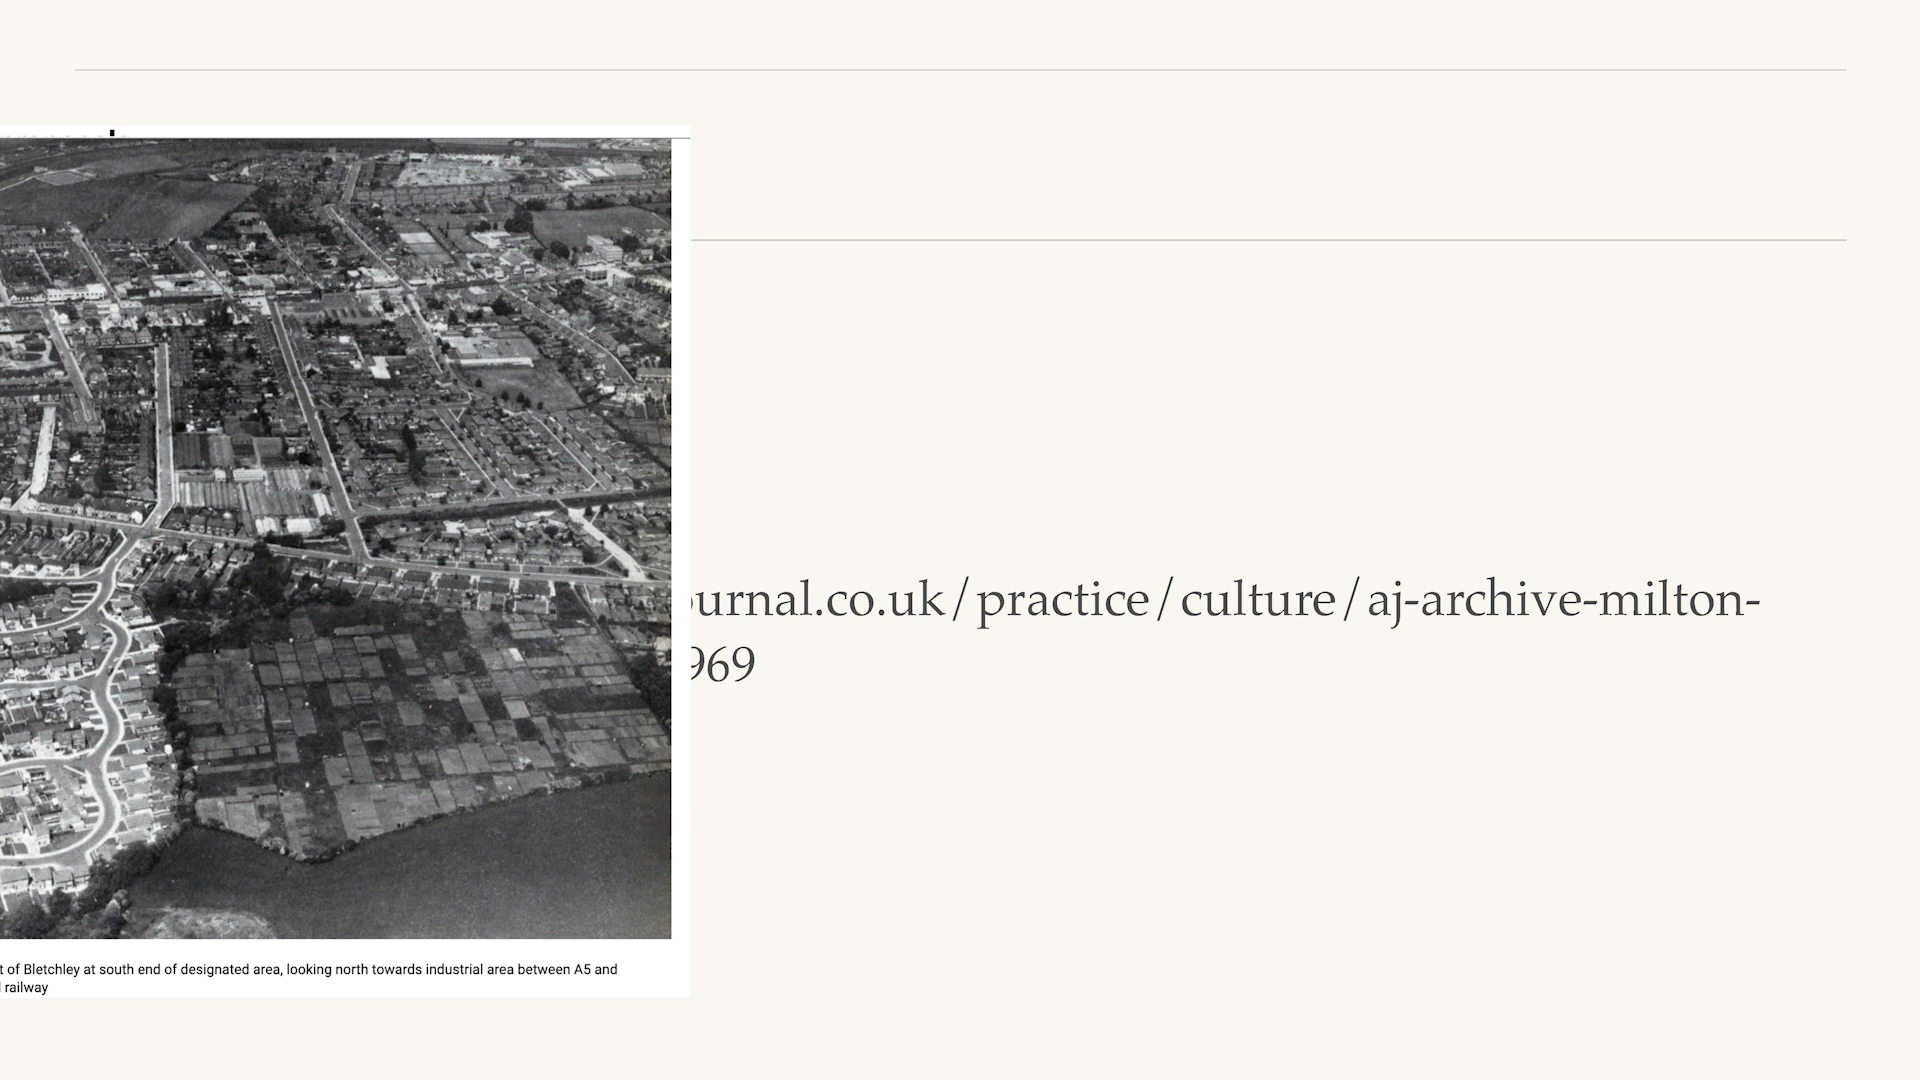 urnal.co.uk/practice/culture/aj-archive-milton-
969
of Bletchley at south end of designated area, looking north towards industrial area between A5 and
railway